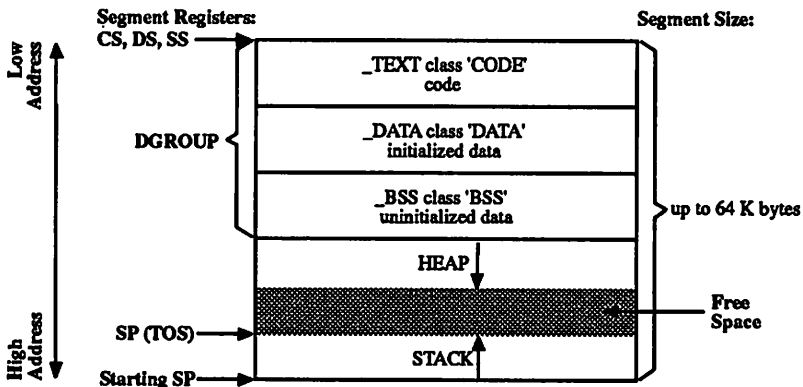 Segment Registers:
CS, DS, SS
Segment Size:
Low
Address
_TEXT class 'CODE'
code
DGROUP
_DATA class 'DATA'
initialized data
_BSS class 'BSS'
uninitialized data
up to 64 K bytes
HEAP
Free
Space
SP (TOS)
High
Address
STACK
Starting SP